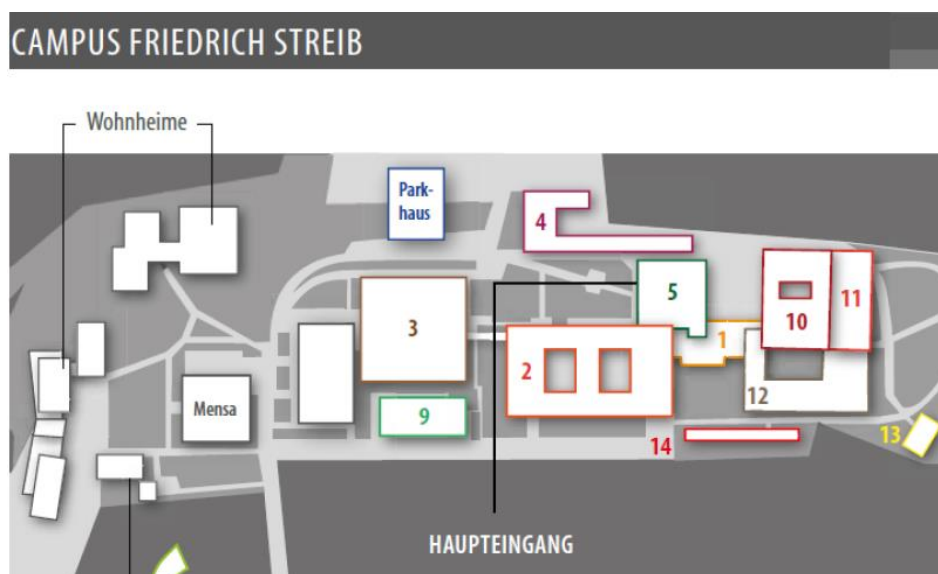 CAMPUS FRIEDRICH STREIB
Wohnheime
Park-
haus
4
5
11
3
10
1
2
12
Mensa
9
13
14
HAUPTEINGANG